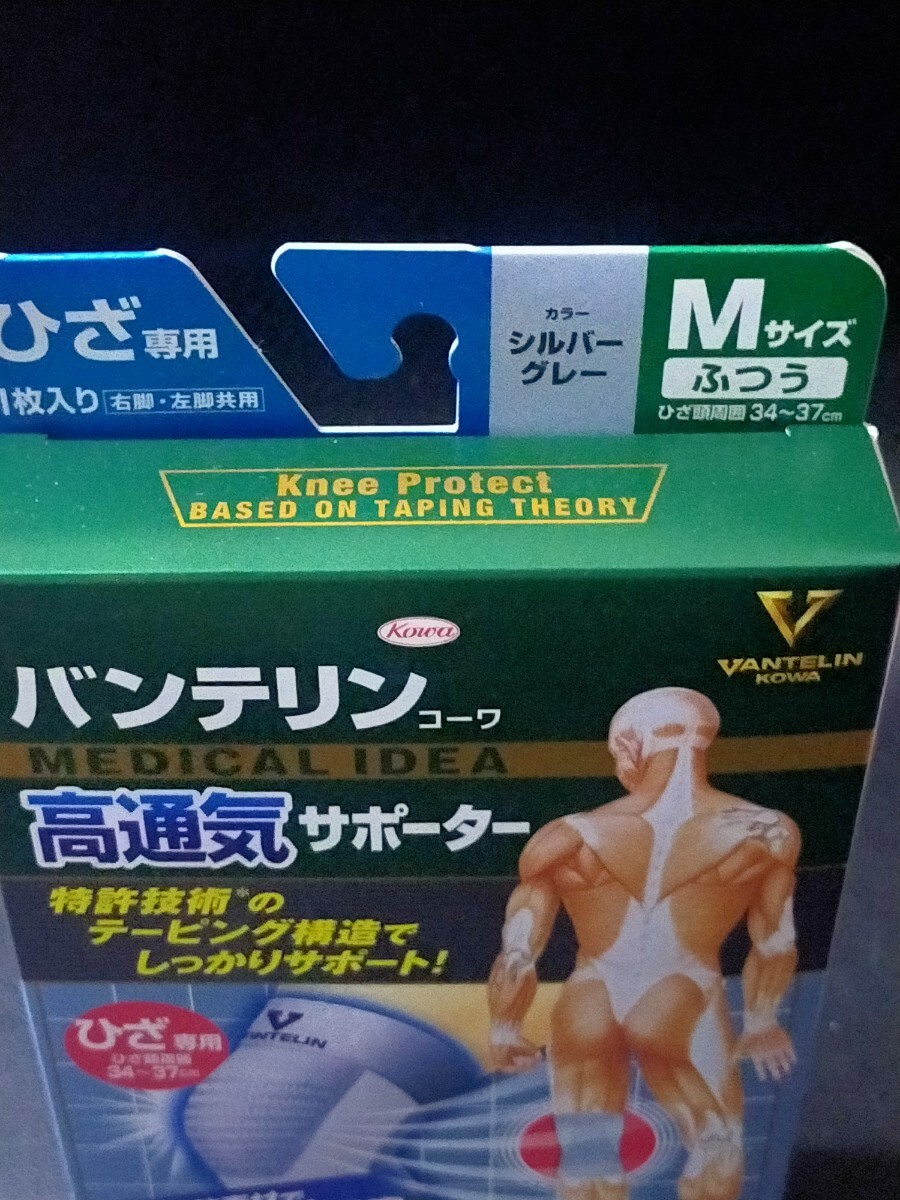 ひざ専用
1枚入り 右脚・左脚共用
カラー
シルバー
グレー
Mサイズ
ふつう
ひざ頭周囲 34～37cm
Knee Protect
BASED ON TAPING THEORY
Kowa
VANTELIN
KOWA
バンテリンコーワ
MEDICAL IDEA
高通気サポーター
特許技術※の
テーピング構造で
しっかりサポート!
ひざ専用
ひざ頭周囲
34～37cm
VANTELIN